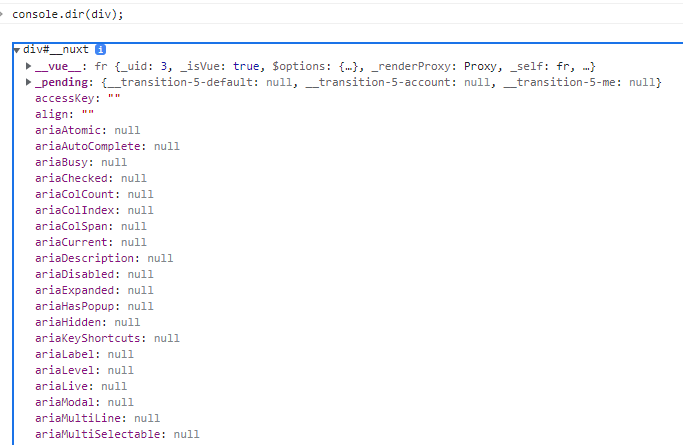 console.dir(div);
div#__nuxt i
__vue__: fr {_uid: 3, _isVue: true, $options: {…}, _renderProxy: Proxy, _self: fr, …}
_pending: {__transition-5-default: null, __transition-5-account: null, __transition-5-me: null}
accessKey: ""
align: ""
ariaAtomic: null
ariaAutoComplete: null
ariaBusy: null
ariaChecked: null
ariaColCount: null
ariaColIndex: null
ariaColSpan: null
ariaCurrent: null
ariaDescription: null
ariaDisabled: null
ariaExpanded: null
ariaHasPopup: null
ariaHidden: null
ariaKeyShortcuts: null
ariaLabel: null
ariaLevel: null
ariaLive: null
ariaModal: null
ariaMultiLine: null
ariaMultiSelectable: null